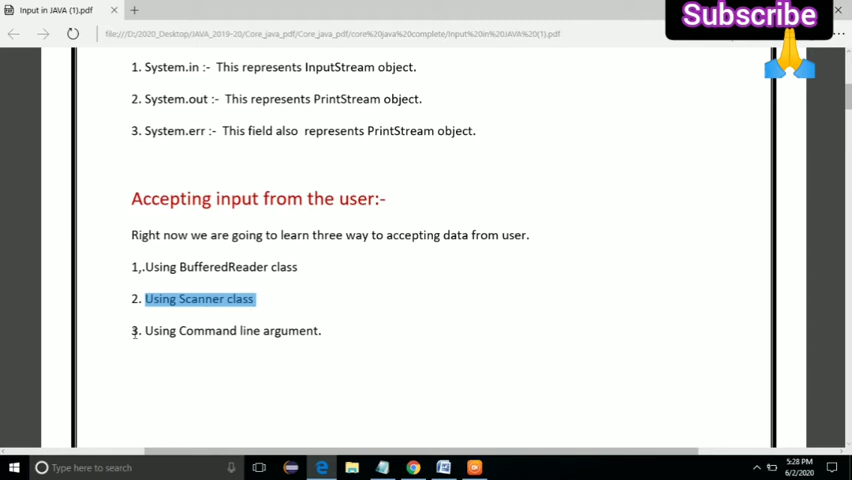 Input in JAVA (1).pdf
Subscribe
file:///D:/2020_Desktop/JAVA_2019-20/Core_java_pdf/Core_java_pdf/core%20java%20complete/Input%20in%20JAVA%20(1).pdf
1. System.in :- This represents InputStream object.
2. System.out :- This represents PrintStream object.
3. System.err :- This field also represents PrintStream object.
Accepting input from the user:-
Right now we are going to learn three way to accepting data from user.
1,.Using BufferedReader class
2. Using Scanner class
3. Using Command line argument.
Type here to search
5:28 PM
6/2/2020